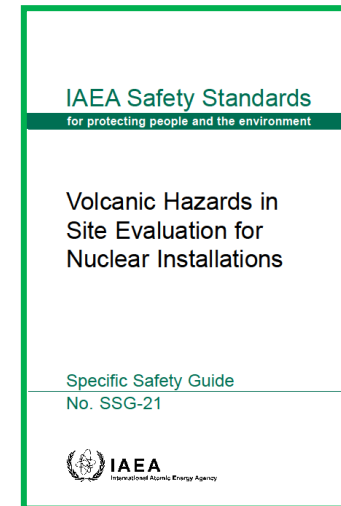 IAEA Safety Standards
for protecting people and the environment
Volcanic Hazards in
Site Evaluation for
Nuclear Installations
Specific Safety Guide
No. SSG-21
IAEA
International Atomic Energy Agency